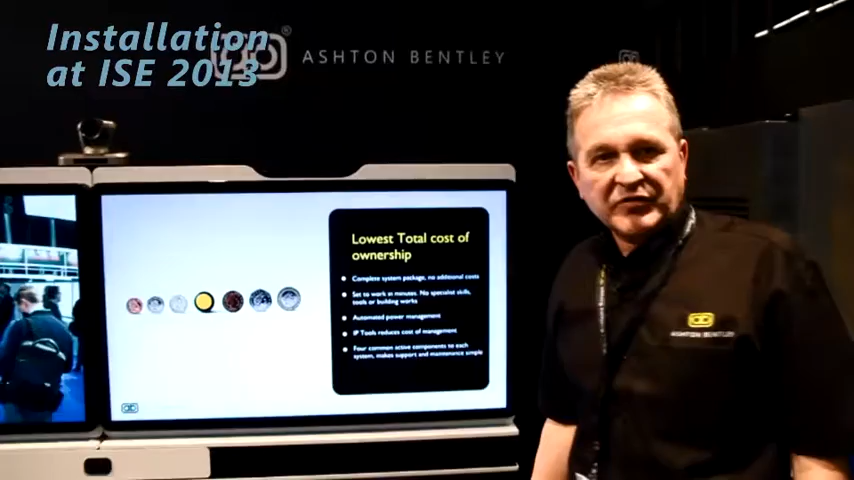 Installation
at ISE 2013
ASHTON BENTLEY
Lowest Total cost of
ownership
Complete system package, no additional costs
Set to work in minutes. No specialist skills,
tools or building works
Automated power management
IP Tools reduces cost of management
Four common active components to each
system, makes support and maintenance simple
ASHTON BENTLEY